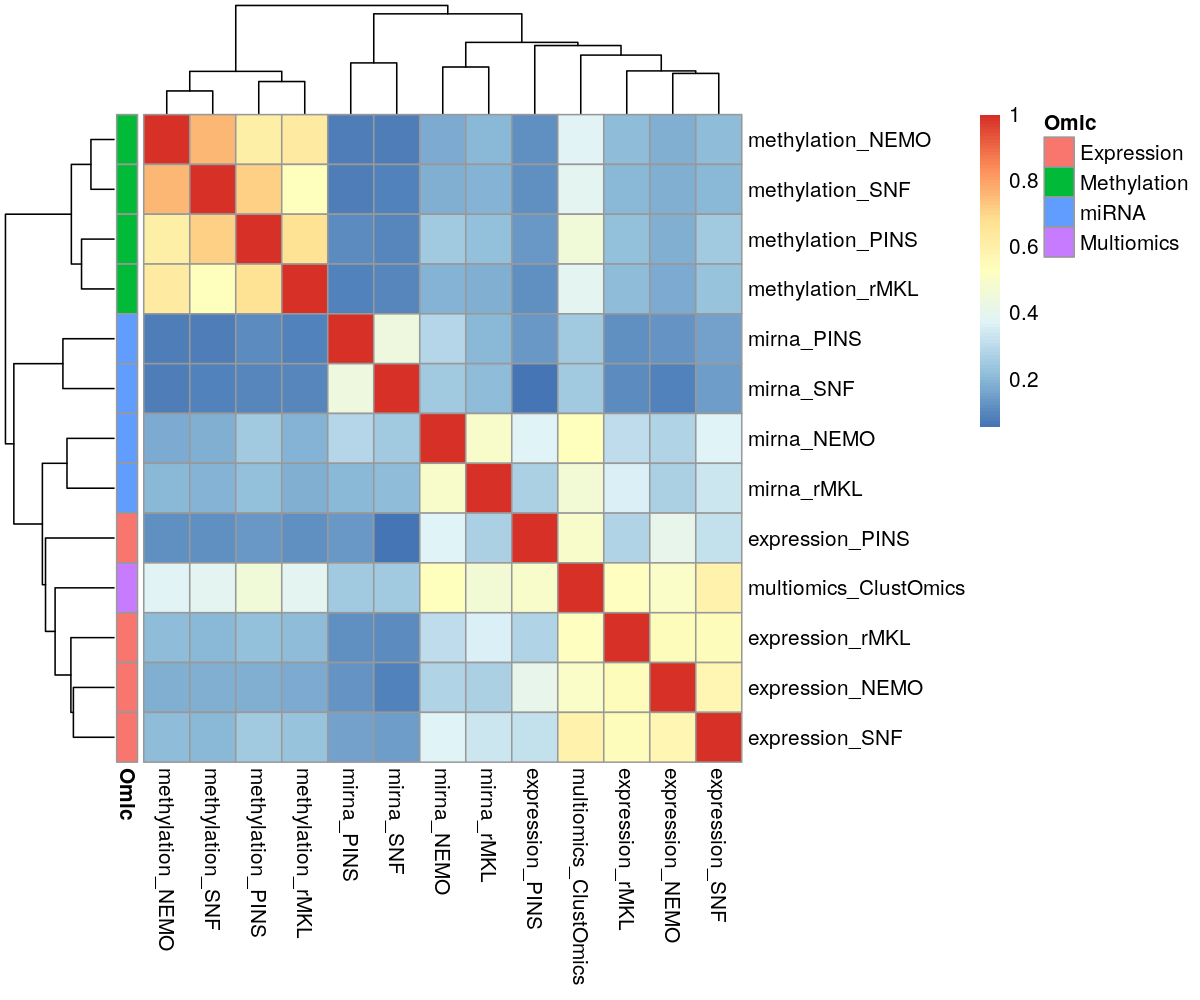 methylation_NEMO
methylation_SNF
methylation_PINS
methylation_rMKL
mirna_PINS
mirna_SNF
mirna_NEMO
mirna_rMKL
expression_PINS
multiomics_ClustOmics
expression_rMKL
expression_NEMO
expression_SNF
1
0.8
0.6
0.4
0.2
OmIc
Expression
Methylation
miRNA
Multiomics
OmIc
methylation_NEMO
methylation_SNF
methylation_PINS
methylation_rMKL
mirna_PINS
mirna_SNF
mirna_NEMO
mirna_rMKL
expression_PINS
multiomics_ClustOmics
expression_rMKL
expression_NEMO
expression_SNF